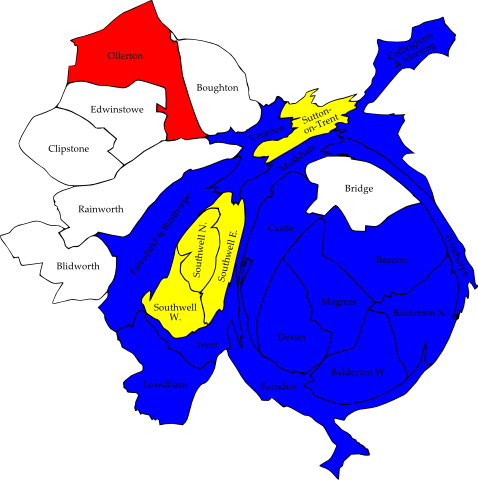 Collingham
& Meering
Ollerton
Boughton
Edwinstowe
Sutton-
on-Trent
Caunton
Clipstone
Muskham
Bridge
Rainworth
Farnsfield & Bilsthorpe
Castle
Southwell N.
Southwell E.
Beacon
Blidworth
Magnus
Southwell
W.
Balderton N.
Devon
Trent
Balderton W.
Lowdham
Farndon